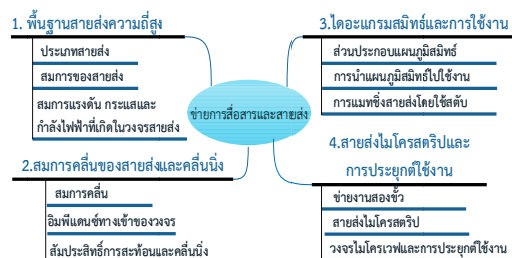 1. พื้นฐานสายส่งความถี่สูง
ประเภทสายส่ง
สมการของสายส่ง
สมการแรงดัน กระแสและ
กำลังไฟฟ้าที่เกิดในวงจรสายส่ง
2.สมการคลื่นของสายส่งและคลื่นนิ่ง
สมการคลื่น
อิมพีแดนซ์ทางเข้าของวงจร
สัมประสิทธิ์การสะท้อนและคลื่นนิ่ง
ข่ายการสื่อสารและสายส่ง
3.ไดอะแกรมสมิทธ์และการใช้งาน
ส่วนประกอบแผนภูมิสมิทธ์
การนำแผนภูมิสมิทธ์ไปใช้งาน
การแมทชิ่งสายส่งโดยใช้สตับ
4.สายส่งไมโครสตริปและ
การประยุกต์ใช้งาน
ข่ายงานสองขั้ว
สายส่งไมโครสตริป
วงจรไมโครเวฟและการประยุกต์ใช้งาน